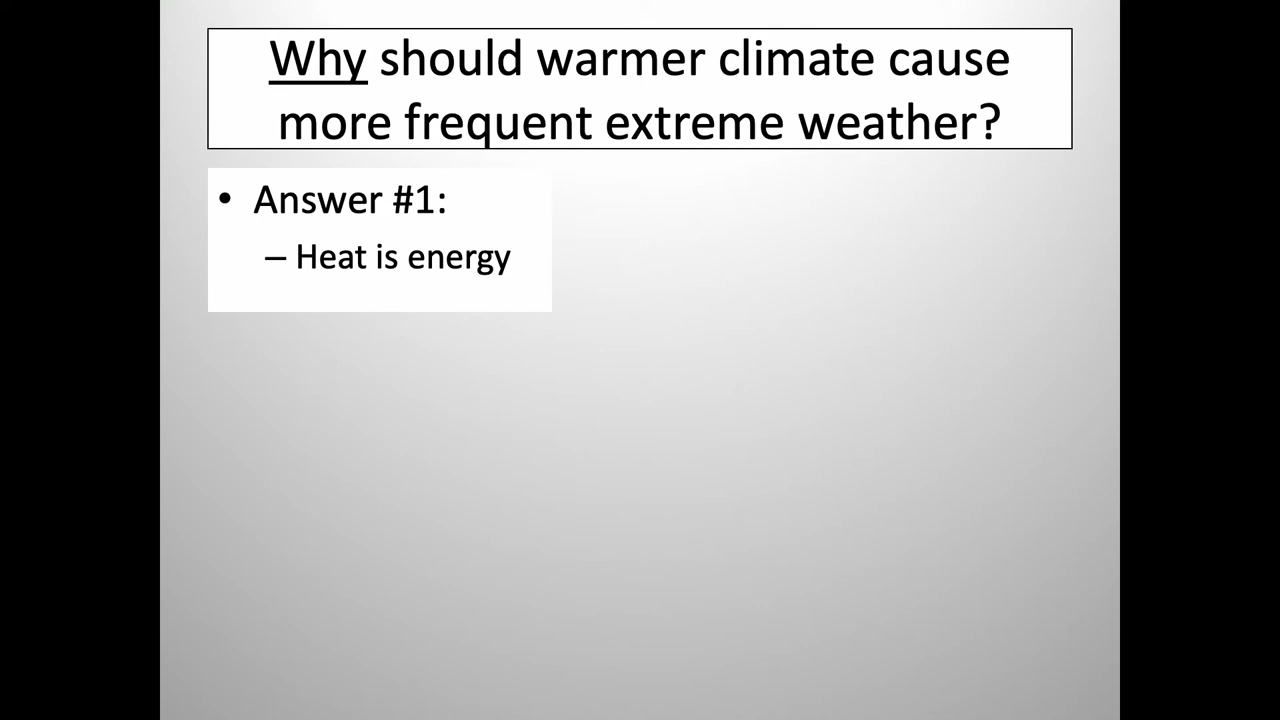 Why should warmer climate cause
more frequent extreme weather?
• Answer #1:
– Heat is energy